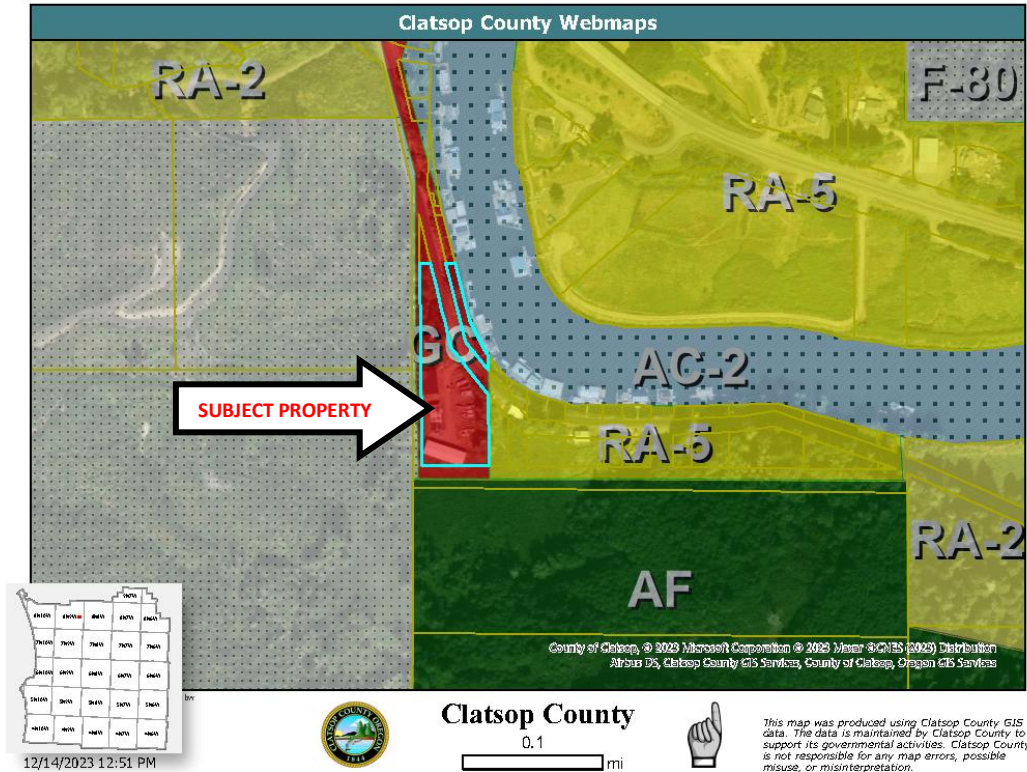 Clatsop County Webmaps
RA-2
F-80
RA-5
GC
AC-2
SUBJECT PROPERTY
RA-5
RA-2
AF
County of Clatsop, © 2023 Microsoft Corporation © 2023 Maxar ©CNES (2023) Distribution
Airbus DS, Clatsop County GIS Services, County of Clatsop, Oregon GIS Services
CLATSOP COUNTY OREGON
1844
Clatsop County
0.1
mi
This map was produced using Clatsop County GIS
data. The data is maintained by Clatsop County to
support its governmental activities. Clatsop County
is not responsible for any map errors, possible
misuse, or misinterpretation.
12/14/2023 12:51 PM